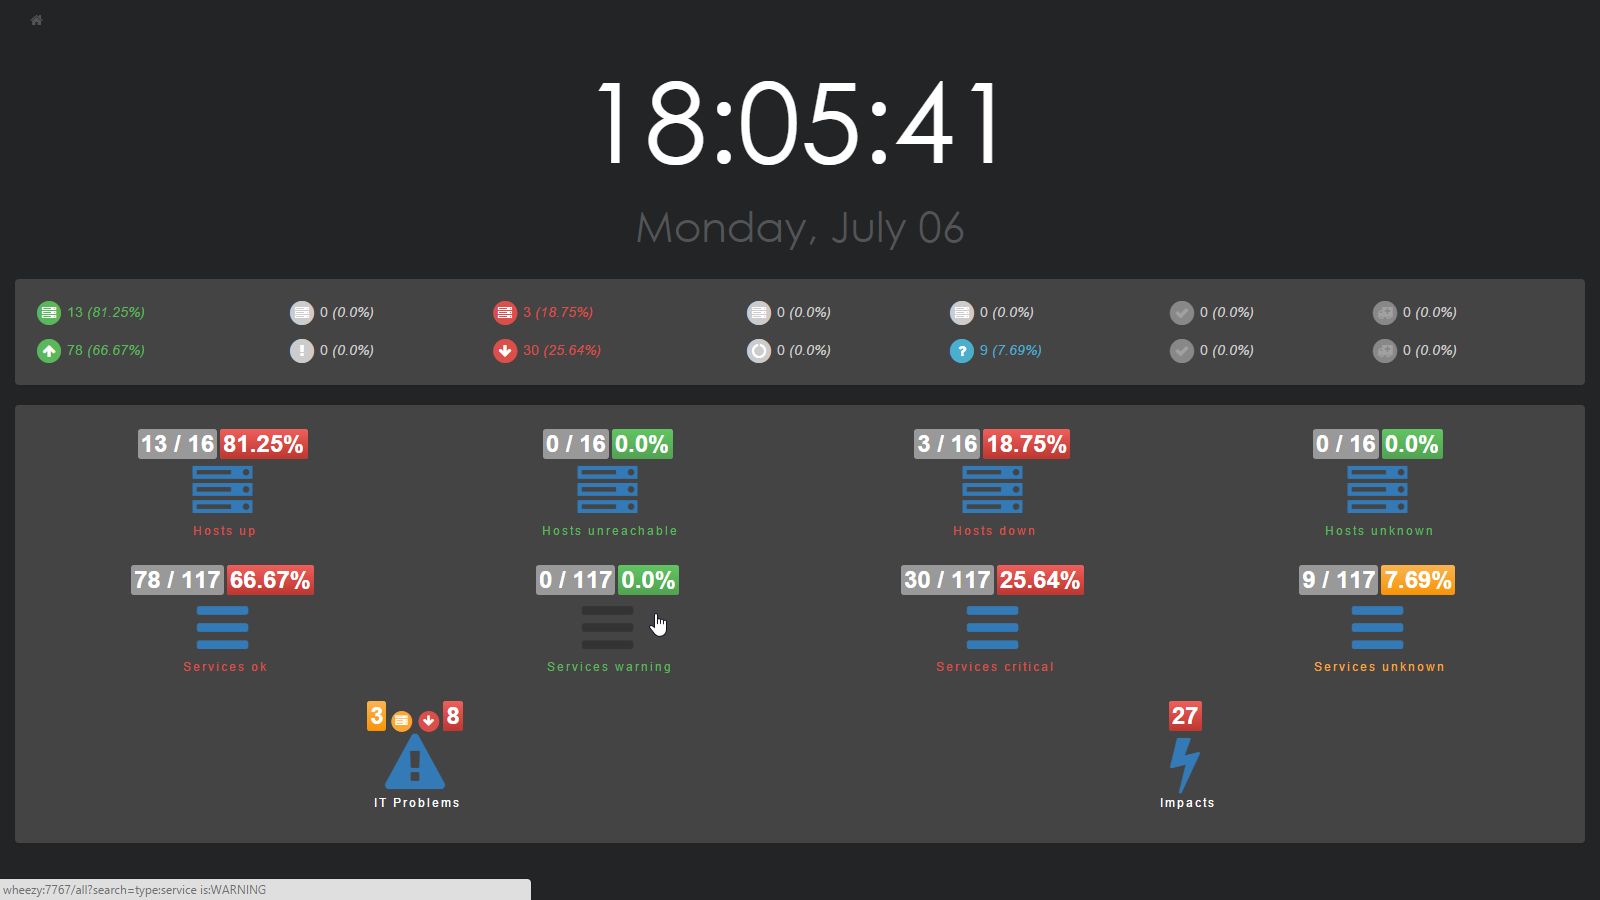 18:05:41
Monday, July 06
13 (81.25%) 0 (0.0%) 3 (18.75%) 0 (0.0%) 0 (0.0%) 0 (0.0%) 0 (0.0%)
78 (66.67%) 0 (0.0%) 30 (25.64%) 0 (0.0%) 9 (7.69%) 0 (0.0%) 0 (0.0%)
13 / 16 81.25% 0 / 16 0.0% 3 / 16 18.75% 0 / 16 0.0%
Hosts up Hosts unreachable Hosts down Hosts unknown
78 / 117 66.67% 0 / 117 0.0% 30 / 117 25.64% 9 / 117 7.69%
Services ok Services warning Services critical Services unknown
3 8 27
IT Problems Impacts
wheezy:7767/all?search=type:service is:WARNING